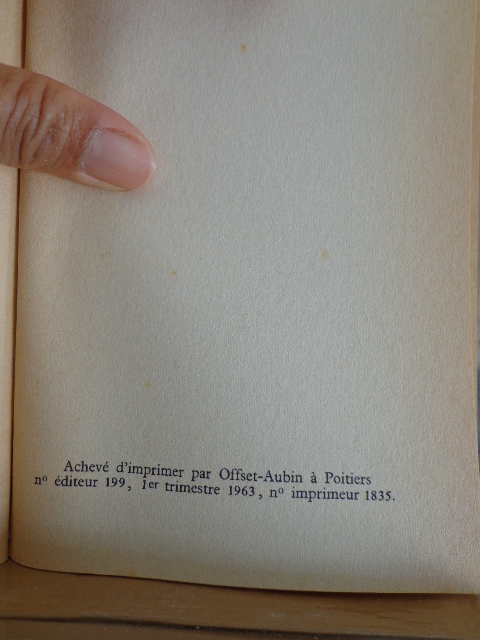 Achevé d'imprimer par Offset-Aubin à Poitiers
nº éditeur 199, 1er trimestre 1963, nº imprimeur 1835.